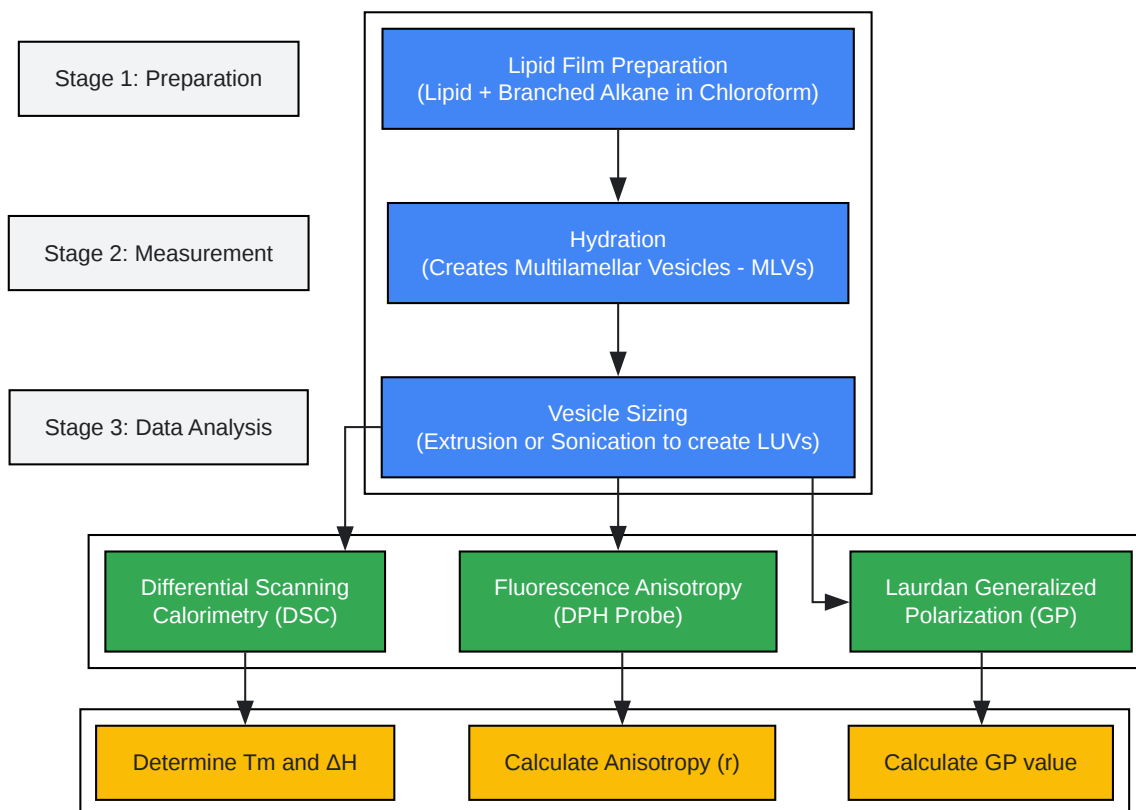 Stage 1: Preparation
Lipid Film Preparation
(Lipid + Branched Alkane in Chloroform)
Stage 2: Measurement
Hydration
(Creates Multilamellar Vesicles - MLVs)
Stage 3: Data Analysis
Vesicle Sizing
(Extrusion or Sonication to create LUVs)
Differential Scanning
Calorimetry (DSC)
Fluorescence Anisotropy
(DPH Probe)
Laurdan Generalized
Polarization (GP)
Determine Tm and ΔH
Calculate Anisotropy (r)
Calculate GP value